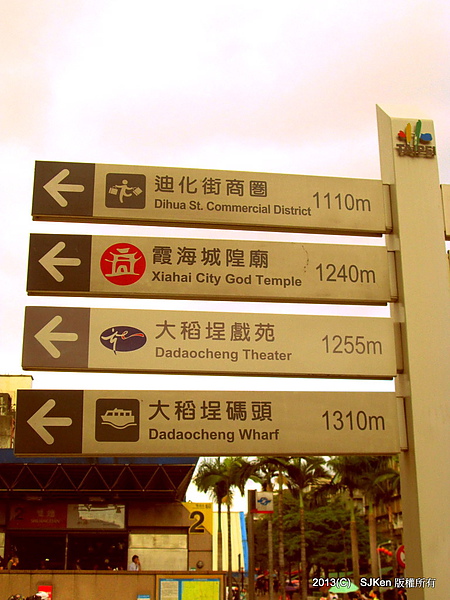 TAIPEI
迪化街商圈
Dihua St. Commercial District
1110m
霞海城隍廟
Xiahai City God Temple
1240m
大稻埕戲苑
Dadaocheng Theater
1255m
大稻埕碼頭
Dadaocheng Wharf
1310m
2
2013(C) SJKen 版權所有